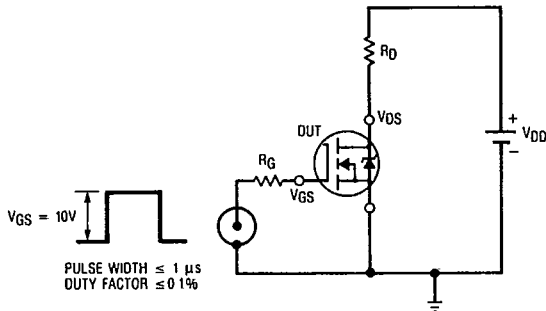 RD
VDS
DUT
+
VDD
−
RG
VGS
VGS = 10V
PULSE WIDTH ≤ 1 µs
DUTY FACTOR ≤ 0 1%